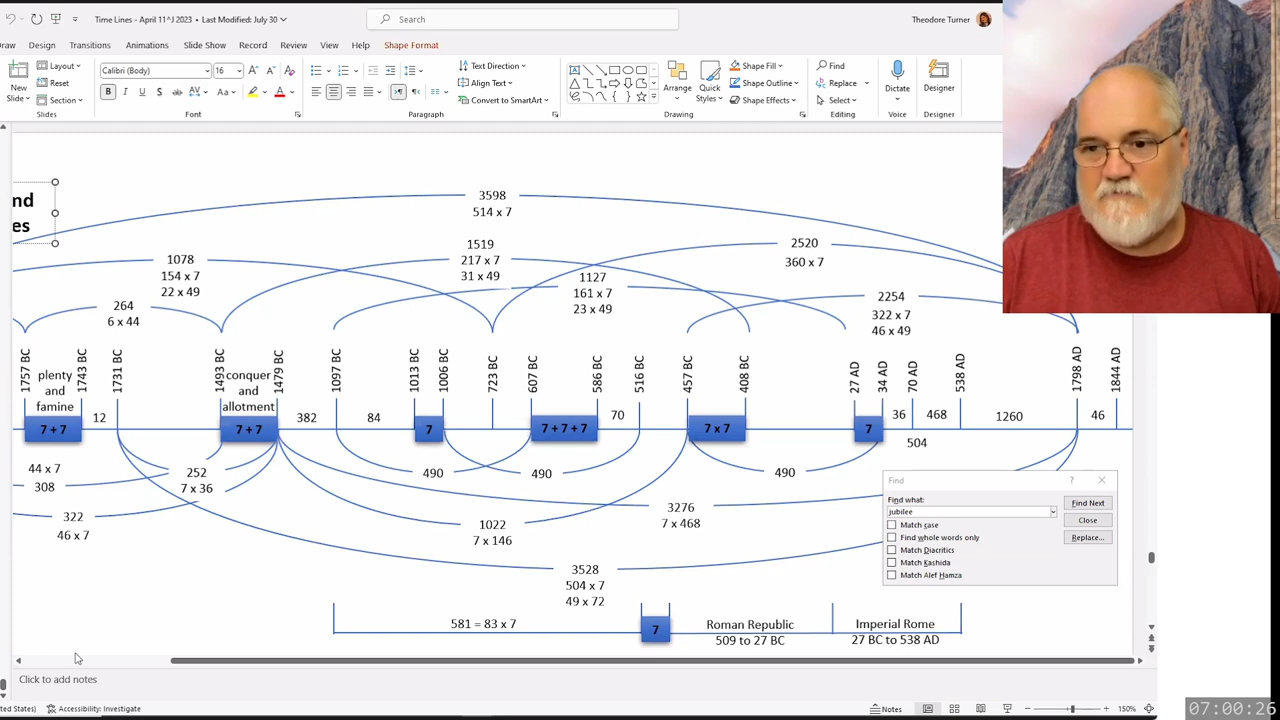 Time Lines - April 11^J 2023 • Last Modified: July 30
Search
Theodore Turner
raw Design Transitions Animations Slide Show Record Review View Help Shape Format
New Slide
Layout
Reset
Section
Slides
Calibri (Body) 16
B I U S ab AV Aa A
Font
Text Direction
Align Text
Convert to SmartArt
Paragraph
Arrange
Quick Styles
Shape Fill
Shape Outline
Shape Effects
Drawing
Find
Replace
Select
Editing
Dictate
Voice
Designer
Designer
nd
es
3598
514 x 7
1078
154 x 7
22 x 49
1519
217 x 7
31 x 49
2520
360 x 7
1127
161 x 7
23 x 49
264
6 x 44
2254
322 x 7
46 x 49
1757 BC
plenty
and
famine
1743 BC
1731 BC
1493 BC
conquer
and
allotment
1479 BC
1097 BC
1013 BC
1006 BC
723 BC
607 BC
586 BC
516 BC
457 BC
408 BC
27 AD
34 AD
70 AD
538 AD
1798 AD
1844 AD
7 + 7
12
7 + 7
382
84
7
7 + 7 + 7
70
7 x 7
7
36
468
1260
46
504
44 x 7
308
322
46 x 7
252
7 x 36
490
490
490
1022
7 x 146
3276
7 x 468
3528
504 x 7
49 x 72
581 = 83 x 7
7
Roman Republic
509 to 27 BC
Imperial Rome
27 BC to 538 AD
Find ?
Find what:
jubilee
Find Next
Close
Replace...
Match case
Find whole words only
Match Diacritics
Match Kashida
Match Alef Hamza
Click to add notes
ted States) Accessibility: Investigate
Notes
150%
07:00:26